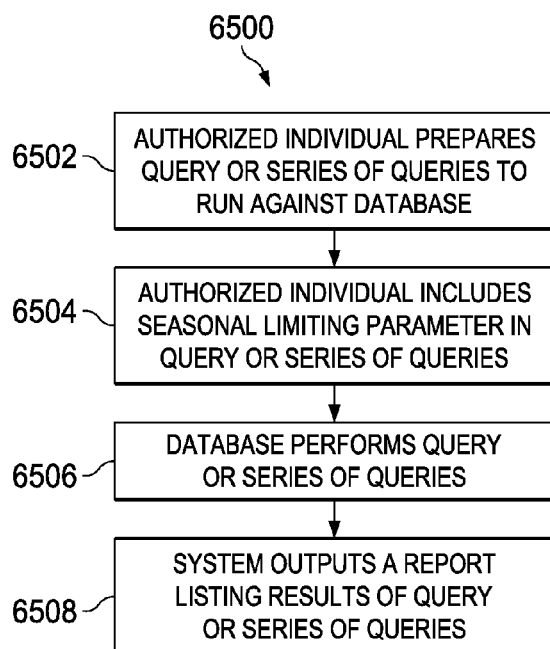 6500
6502
AUTHORIZED INDIVIDUAL PREPARES
QUERY OR SERIES OF QUERIES TO
RUN AGAINST DATABASE
6504
AUTHORIZED INDIVIDUAL INCLUDES
SEASONAL LIMITING PARAMETER IN
QUERY OR SERIES OF QUERIES
6506
DATABASE PERFORMS QUERY
OR SERIES OF QUERIES
6508
SYSTEM OUTPUTS A REPORT
LISTING RESULTS OF QUERY
OR SERIES OF QUERIES